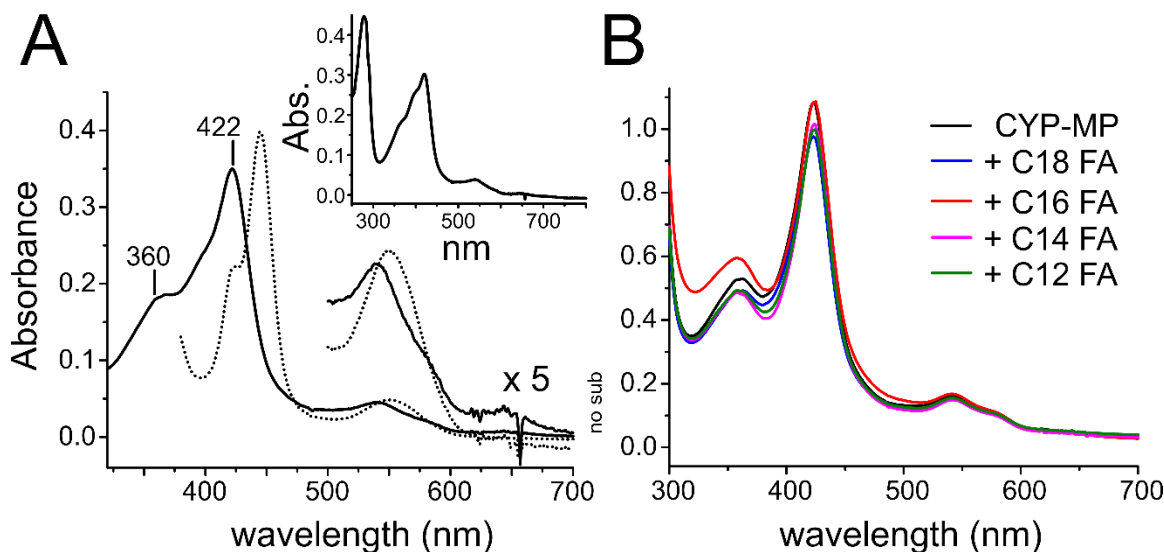 A
422
360
0.4
0.3
0.2
0.1
0.0
Absorbance
400
500
600
700
wavelength (nm)
x 5
0.4
0.3
0.2
0.1
0.0
Abs.
300
500
700
nm
B
1.0
0.8
0.6
0.4
0.2
0.0
no sub
300
400
500
600
700
wavelength (nm)
CYP-MP
+ C18 FA
+ C16 FA
+ C14 FA
+ C12 FA